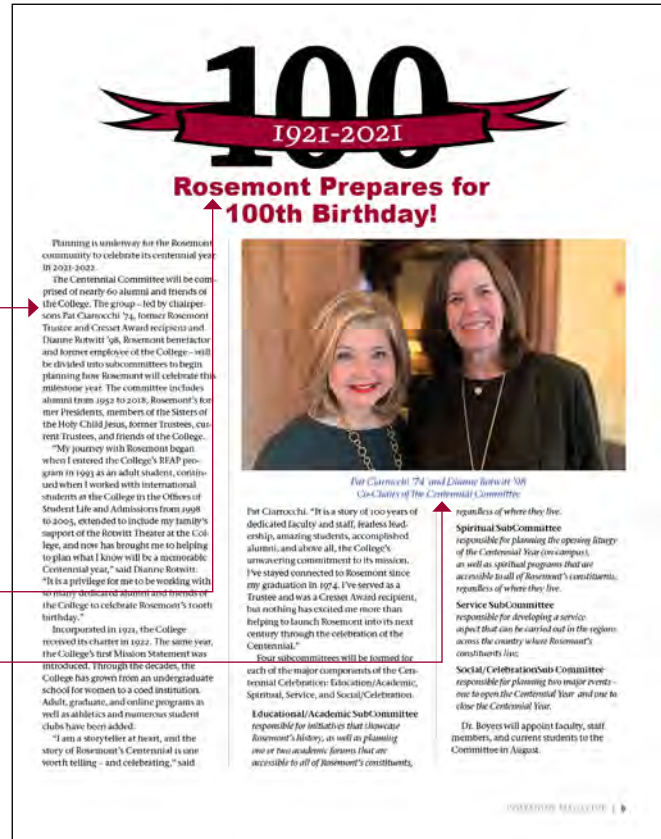 100
1921-2021
Rosemont Prepares for
100th Birthday!
Planning is underway for the Rosemont
community to celebrate its centennial year
in 2021-2022.
The Centennial Committee will be com-
prised of nearly 60 alumni and friends of
the College. The group – led by chairper-
sons Pat Ciarrocchi '74, former Rosemont
Trustee and Cresset Award recipient and
Dianne Rotwitt '98, Rosemont benefactor
and former employee of the College – will
be divided into subcommittees to begin
planning how Rosemont will celebrate this
milestone year. The committee includes
alumni from 1952 to 2018, Rosemont's for-
mer Presidents, members of the Sisters of
the Holy Child Jesus, former Trustees, cur-
rent Trustees, and friends of the College.
"My journey with Rosemont began
when I entered the College's REAP pro-
gram in 1993 as an adult student, contin-
ued when I worked with international
students at the College in the Offices of
Student Life and Admissions from 1998
to 2005, extended to include my family's
support of the Rotwitt Theater at the Col-
lege, and now has brought me to helping
to plan what I know will be a memorable
Centennial year," said Dianne Rotwitt.
"It is a privilege for me to be working with
so many dedicated alumni and friends of
the College to celebrate Rosemont's 100th
birthday."
Incorporated in 1921, the College
received its charter in 1922. The same year,
the College's first Mission Statement was
introduced. Through the decades, the
College has grown from an undergraduate
school for women to a coed institution.
Adult, graduate, and online programs as
well as athletics and numerous student
clubs have been added.
"I am a storyteller at heart, and the
story of Rosemont's Centennial is one
worth telling – and celebrating," said
Pat Ciarrocchi '74 and Dianne Rotwitt '98
Co-Chairs of the Centennial Committee
Pat Ciarrocchi. "It is a story of 100 years of
dedicated faculty and staff, fearless lead-
ership, amazing students, accomplished
alumni, and above all, the College's
unwavering commitment to its mission.
I've stayed connected to Rosemont since
my graduation in 1974. I've served as a
Trustee and was a Cresset Award recipient,
but nothing has excited me more than
helping to launch Rosemont into its next
century through the celebration of the
Centennial."
Four subcommittees will be formed for
each of the major components of the Cen-
tennial Celebration: Education/Academic,
Spiritual, Service, and Social/Celebration.
Educational/Academic SubCommittee
responsible for initiatives that showcase
Rosemont's history, as well as planning
one or two academic forums that are
accessible to all of Rosemont's constituents,
regardless of where they live.
Spiritual SubCommittee
responsible for planning the opening liturgy
of the Centennial Year (on campus),
as well as spiritual programs that are
accessible to all of Rosemont's constituents,
regardless of where they live.
Service SubCommittee
responsible for developing a service
aspect that can be carried out in the regions
across the country where Rosemont's
constituents live;
Social/CelebrationSub Committee
responsible for planning two major events –
one to open the Centennial Year and one to
close the Centennial Year.
Dr. Boyers will appoint faculty, staff
members, and current students to the
Committee in August.
ROSEMONT MAGAZINE | 9